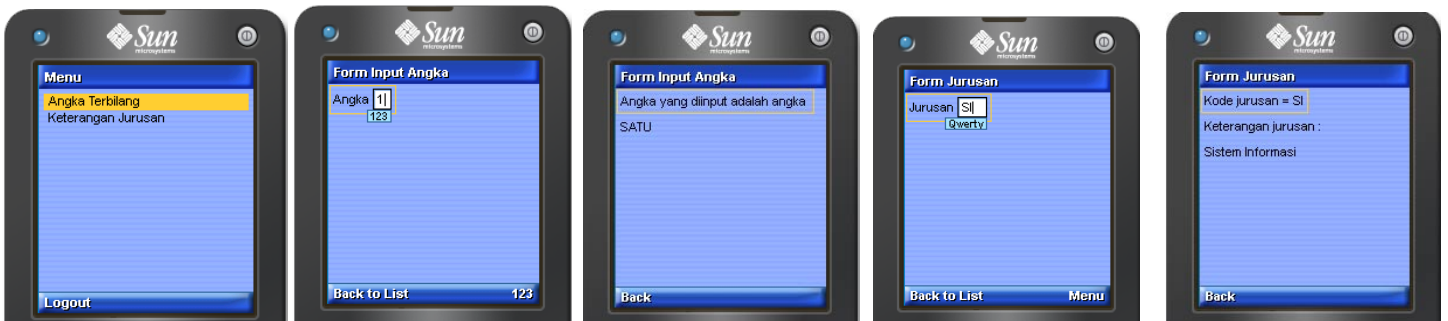 Sun
microsystems
Menu
Angka Terbilang
Keterangan Jurusan
Logout
Sun
microsystems
Form Input Angka
Angka 1
123
Back to List 123
Sun
microsystems
Form Input Angka
Angka yang diinput adalah angka
SATU
Back
Sun
microsystems
Form Jurusan
Jurusan SI
Qwerty
Back to List Menu
Sun
microsystems
Form Jurusan
Kode jurusan = SI
Keterangan jurusan :
Sistem Informasi
Back